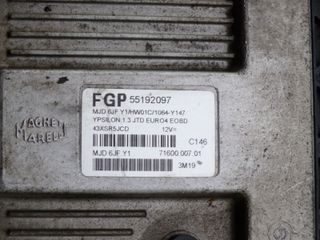 FGP 55192097
MJD 6JF Y1/HW01C/1064-Y147
YPSILON 1.3 JTD EURO4 EOBD
43XSR5JCD 12V=
C146
MJD 6JF Y1 71600.007.01
3M19
MAGNETI
MARELLI